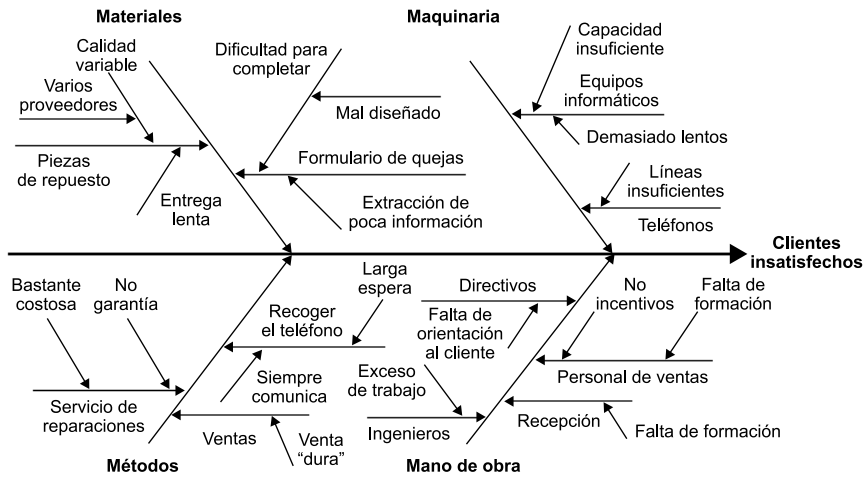 Materiales
Maquinaria
Calidad
variable
Varios
proveedores
Piezas
de repuesto
Entrega
lenta
Dificultad para
completar
Mal diseñado
Formulario de quejas
Extracción de
poca información
Capacidad
insuficiente
Equipos
informáticos
Demasiado lentos
Líneas
insuficientes
Teléfonos
Clientes
insatisfechos
Bastante
costosa
No
garantía
Servicio de
reparaciones
Recoger
el teléfono
Larga
espera
Siempre
comunica
Ventas
Venta
“dura”
Directivos
Falta de
orientación
al cliente
Exceso
de trabajo
Ingenieros
No
incentivos
Falta de
formación
Personal de ventas
Recepción
Falta de formación
Métodos
Mano de obra